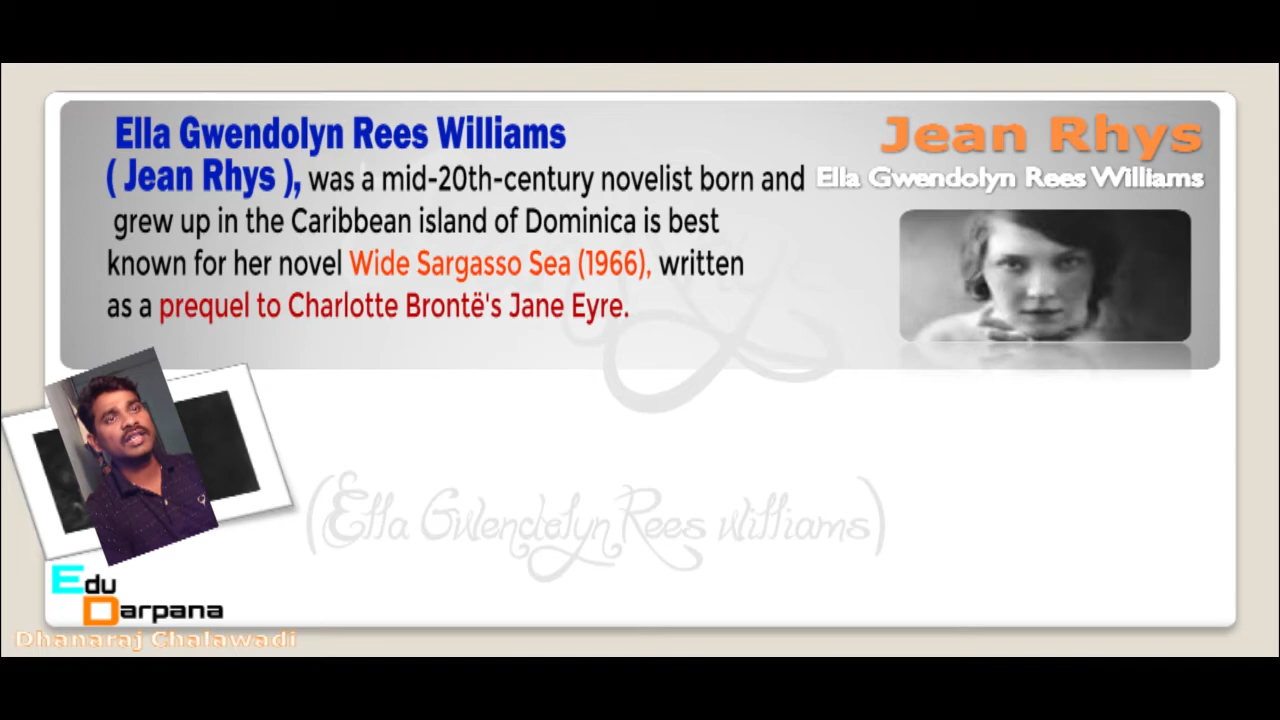 Ella Gwendolyn Rees Williams
( Jean Rhys ), was a mid-20th-century novelist born and
grew up in the Caribbean island of Dominica is best
known for her novel Wide Sargasso Sea (1966), written
as a prequel to Charlotte Brontë's Jane Eyre.
Jean Rhys
Ella Gwendolyn Rees Williams
(Ella Gwendolyn Rees Williams)
Edu
Darpana
Dhanaraj Chalawadi